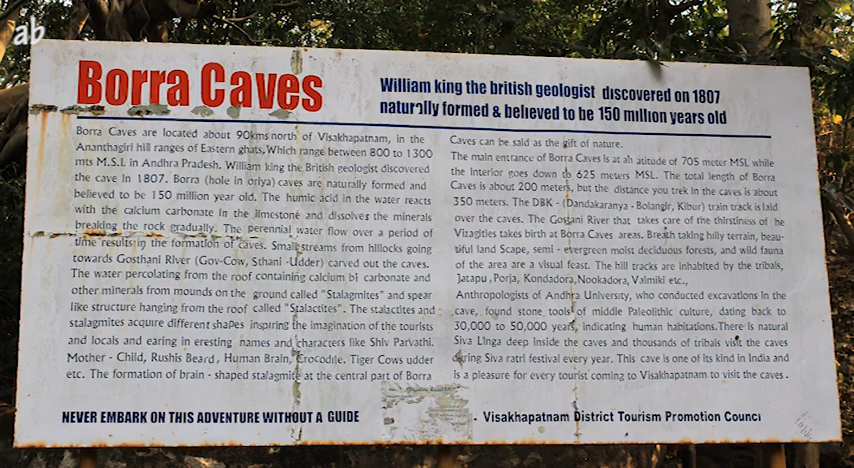 ab
Borra Caves
William king the british geologist discovered on 1807
naturally formed & believed to be 150 million years old
Borra Caves are located about 90kms north of Visakhapatnam, in the
Ananthagiri hill ranges of Eastern ghats,Which range between 800 to 1300
mts M.S.L in Andhra Pradesh. William king the British geologist discovered
the cave in 1807. Borra (hole in oriya) caves are naturally formed and
believed to be 150 million year old. The humic acid in the water reacts
with the calcium carbonate in the limestone and dissolves the minerals
breaking the rock gradually. The perennial water flow over a period of
time results in the formation of caves. Small streams from hillocks going
towards Gosthani River (Gov-Cow, Sthani -Udder) carved out the caves.
The water percolating from the roof containing calcium bi carbonate and
other minerals from mounds on the ground called "Stalagmites" and spear
like structure hanging from the roof called "Stalactites". The stalactites and
stalagmites acquire different shapes inspiring the imagination of the tourists
and locals and earing in eresting names and characters like Shiv Parvathi.
Mother - Child, Rushis Beard, Human Brain, Crocodile. Tiger Cows udder
etc. The formation of brain - shaped stalagmite at the central part of Borra
Caves can be said as the gift of nature.
The main entrance of Borra Caves is at an atitude of 705 meter MSL while
the Interior goes down to 625 meters MSL. The total length of Borra
Caves is about 200 meters, but the distance you trek in the caves is about
350 meters. The DBK - (Dandakaranya - Bolangir, Kibur) train track is laid
over the caves. The Gostani River that takes care of the thirstiness of he
Vizagities takes birth at Borra Caves areas. Breath taking hilly terrain, beau-
tiful land Scape, semi - evergreen moist deciduous forests, and wild fauna
of the area are a visual feast. The hill tracks are inhabited by the tribals,
Jatapu ,Porja, Kondadora,Nookadora, Valmiki etc.,
Anthropologists of Andhra University, who conducted excavations in the
cave, found stone tools of middle Paleolithic culture, dating back to
30,000 to 50,000 years, indicating human habitations.There is natural
Siva Linga deep inside the caves and thousands of tribals visit the caves
during Siva ratri festival every year. This cave is one of its kind in India and
is a pleasure for every tourist coming to Visakhapatnam to visit the caves .
NEVER EMBARK ON THIS ADVENTURE WITHOUT A GUIDE
- Visakhapatnam District Tourism Promotion Counci